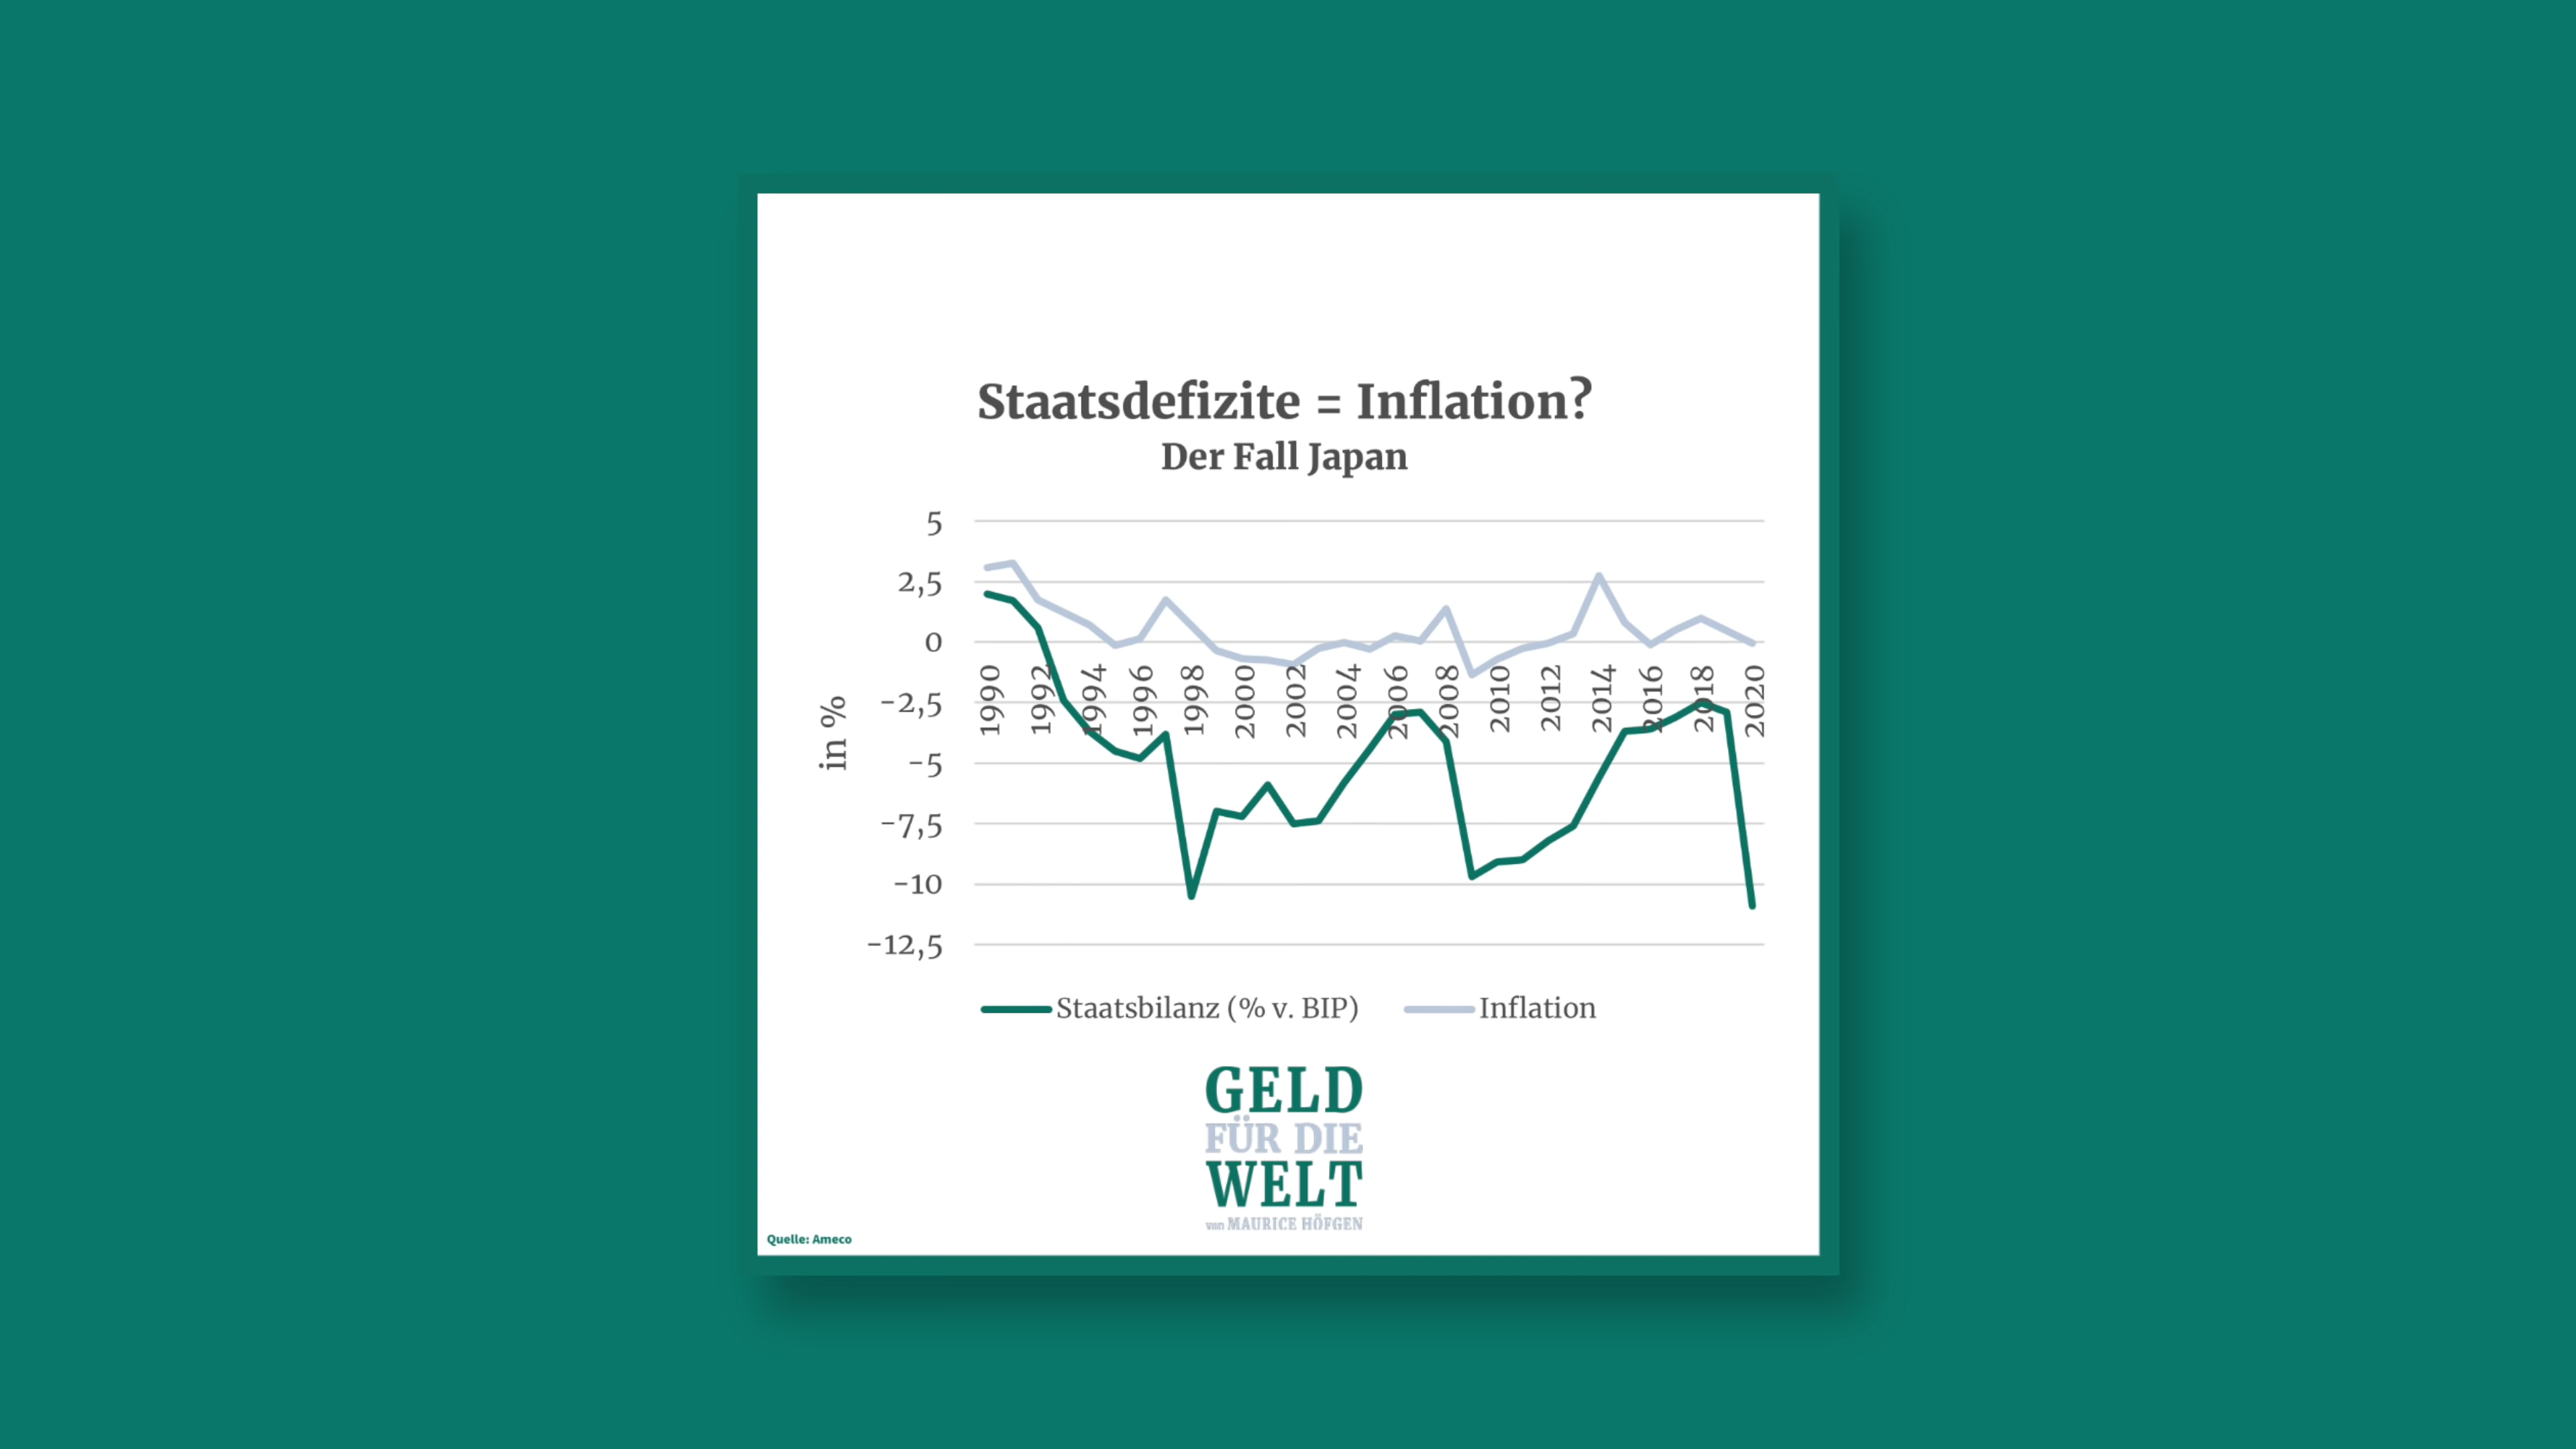 Staatsdefizite = Inflation?
Der Fall Japan
5
2,5
0
-2,5
-5
-7,5
-10
-12,5
in %
1990
1992
1994
1996
1998
2000
2002
2004
2006
2008
2010
2012
2014
2016
2018
2020
Staatsbilanz (% v. BIP)
Inflation
GELD
FÜR DIE
WELT
von MAURICE HÖFGEN
Quelle: Ameco